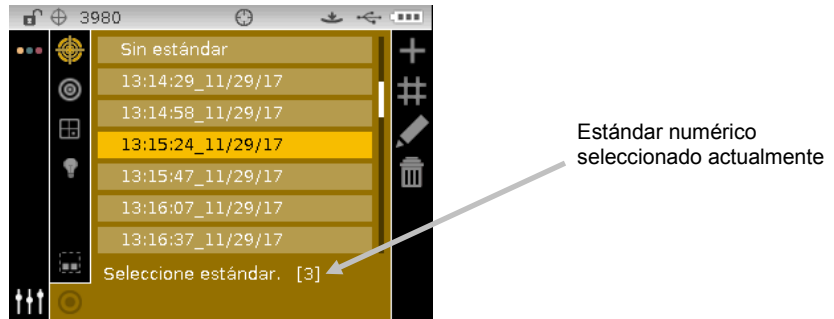 3980
Sin estándar
13:14:29_11/29/17
13:14:58_11/29/17
13:15:24_11/29/17
13:15:47_11/29/17
13:16:07_11/29/17
13:16:37_11/29/17
Seleccione estándar. [3]
Estándar numérico
seleccionado actualmente